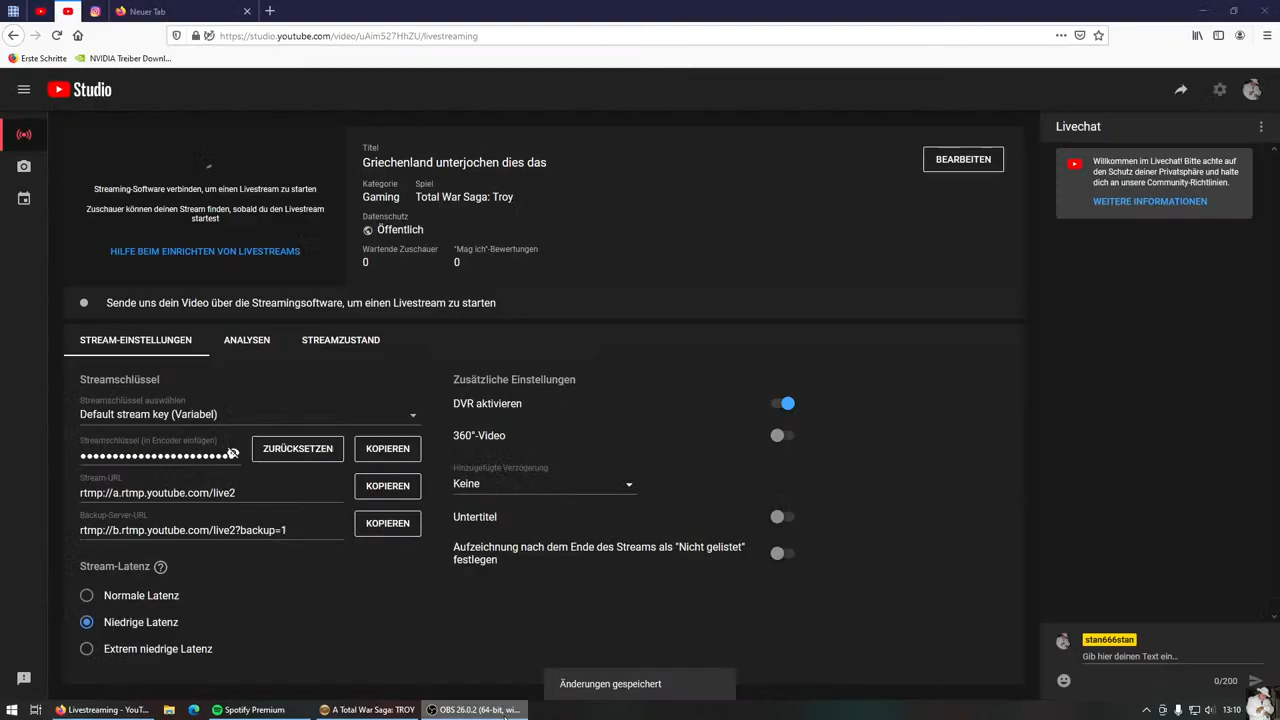 Neuer Tab
https://studio.youtube.com/video/uAim527HhZU/livestreaming
Erste Schritte
NVIDIA Treiber Downl...
Studio
Streaming-Software verbinden, um einen Livestream zu starten
Zuschauer können deinen Stream finden, sobald du den Livestream
startest
HILFE BEIM EINRICHTEN VON LIVESTREAMS
Titel
Griechenland unterjochen dies das
Kategorie
Spiel
Gaming
Total War Saga: Troy
Datenschutz
Öffentlich
Wartende Zuschauer
"Mag ich"-Bewertungen
0
0
BEARBEITEN
Livechat
Willkommen im Livechat! Bitte achte auf
den Schutz deiner Privatsphäre und halte
dich an unsere Community-Richtlinien.
WEITERE INFORMATIONEN
Sende uns dein Video über die Streamingsoftware, um einen Livestream zu starten
STREAM-EINSTELLUNGEN
ANALYSEN
STREAMZUSTAND
Streamschlüssel
Streamschlüssel auswählen
Default stream key (Variabel)
Streamschlüssel (in Encoder einfügen)
ZURÜCKSETZEN
KOPIEREN
Stream-URL
rtmp://a.rtmp.youtube.com/live2
KOPIEREN
Backup-Server-URL
rtmp://b.rtmp.youtube.com/live2?backup=1
KOPIEREN
Stream-Latenz
Normale Latenz
Niedrige Latenz
Extrem niedrige Latenz
Zusätzliche Einstellungen
DVR aktivieren
360°-Video
Hinzugefügte Verzögerung
Keine
Untertitel
Aufzeichnung nach dem Ende des Streams als "Nicht gelistet"
festlegen
Änderungen gespeichert
stan666stan
Gib hier deinen Text ein...
0/200
Livestreaming - YouT...
Spotify Premium
A Total War Saga: TROY
OBS 26.0.2 (64-bit, wi...
13:10